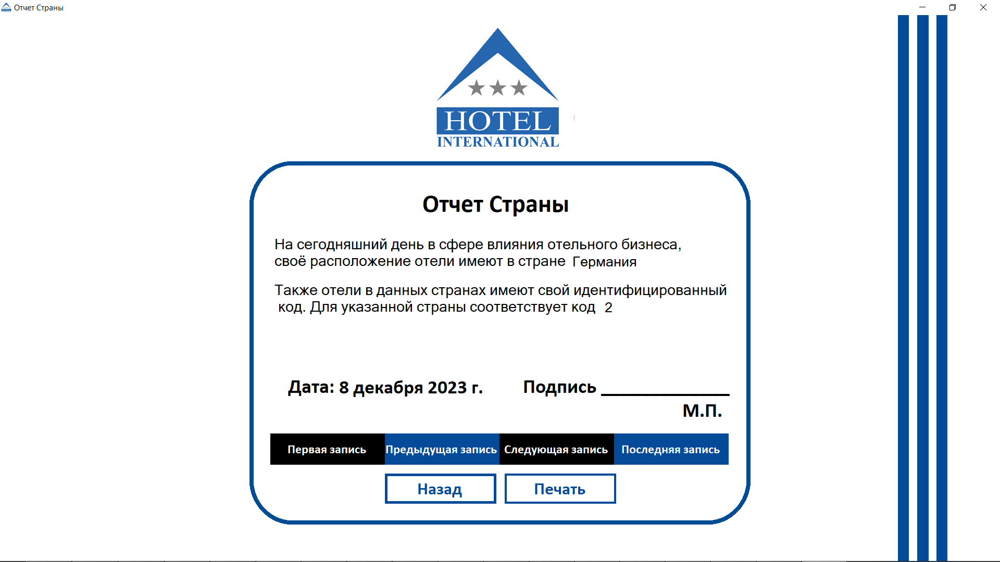 Отчет Страны
HOTEL
INTERNATIONAL
Отчет Страны
На сегодняшний день в сфере влияния отельного бизнеса,
своё расположение отели имеют в стране Германия
Также отели в данных странах имеют свой идентифицированный
код. Для указанной страны соответствует код 2
Дата: 8 декабря 2023 г. Подпись _____________
М.П.
Первая запись Предыдущая запись Следующая запись Последняя запись
Назад Печать